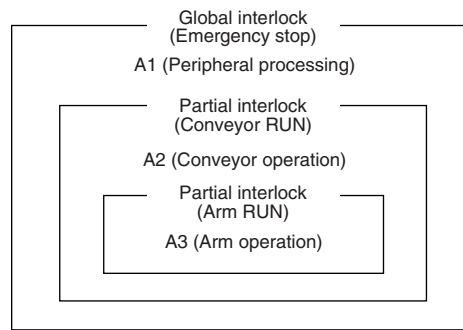 Global interlock
(Emergency stop)
A1 (Peripheral processing)
Partial interlock
(Conveyor RUN)
A2 (Conveyor operation)
Partial interlock
(Arm RUN)
A3 (Arm operation)